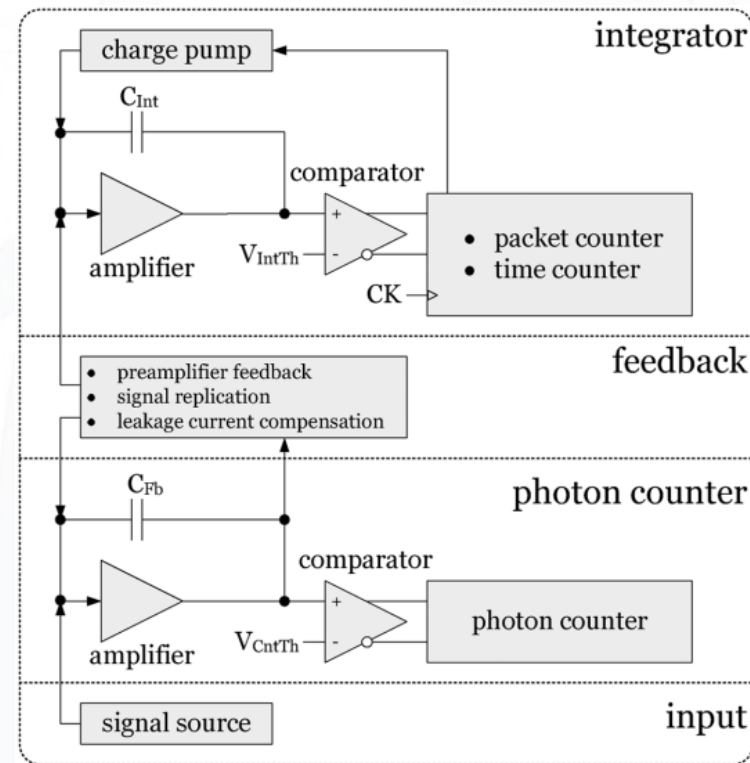 integrator
charge pump
CInt
comparator
+
-
VIntTh
amplifier
• packet counter
• time counter
CK
feedback
• preamplifier feedback
• signal replication
• leakage current compensation
CFb
photon counter
comparator
+
-
VCntTh
amplifier
photon counter
signal source
input